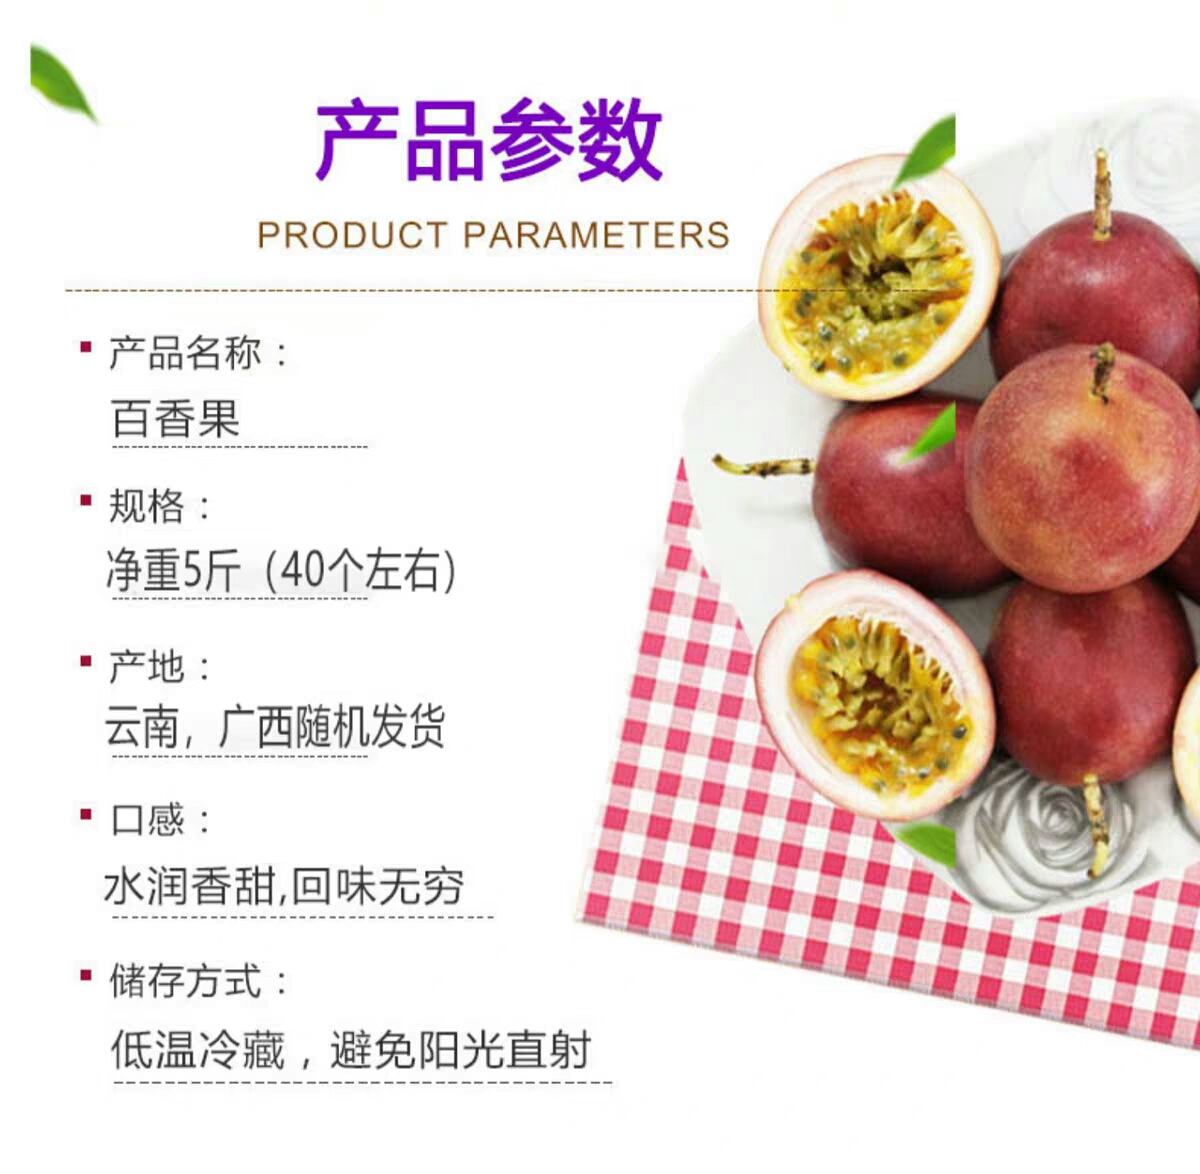 产品参数
PRODUCT PARAMETERS
产品名称：
百香果
规格：
净重5斤（40个左右）
产地：
云南，广西随机发货
口感：
水润香甜,回味无穷
储存方式：
低温冷藏，避免阳光直射